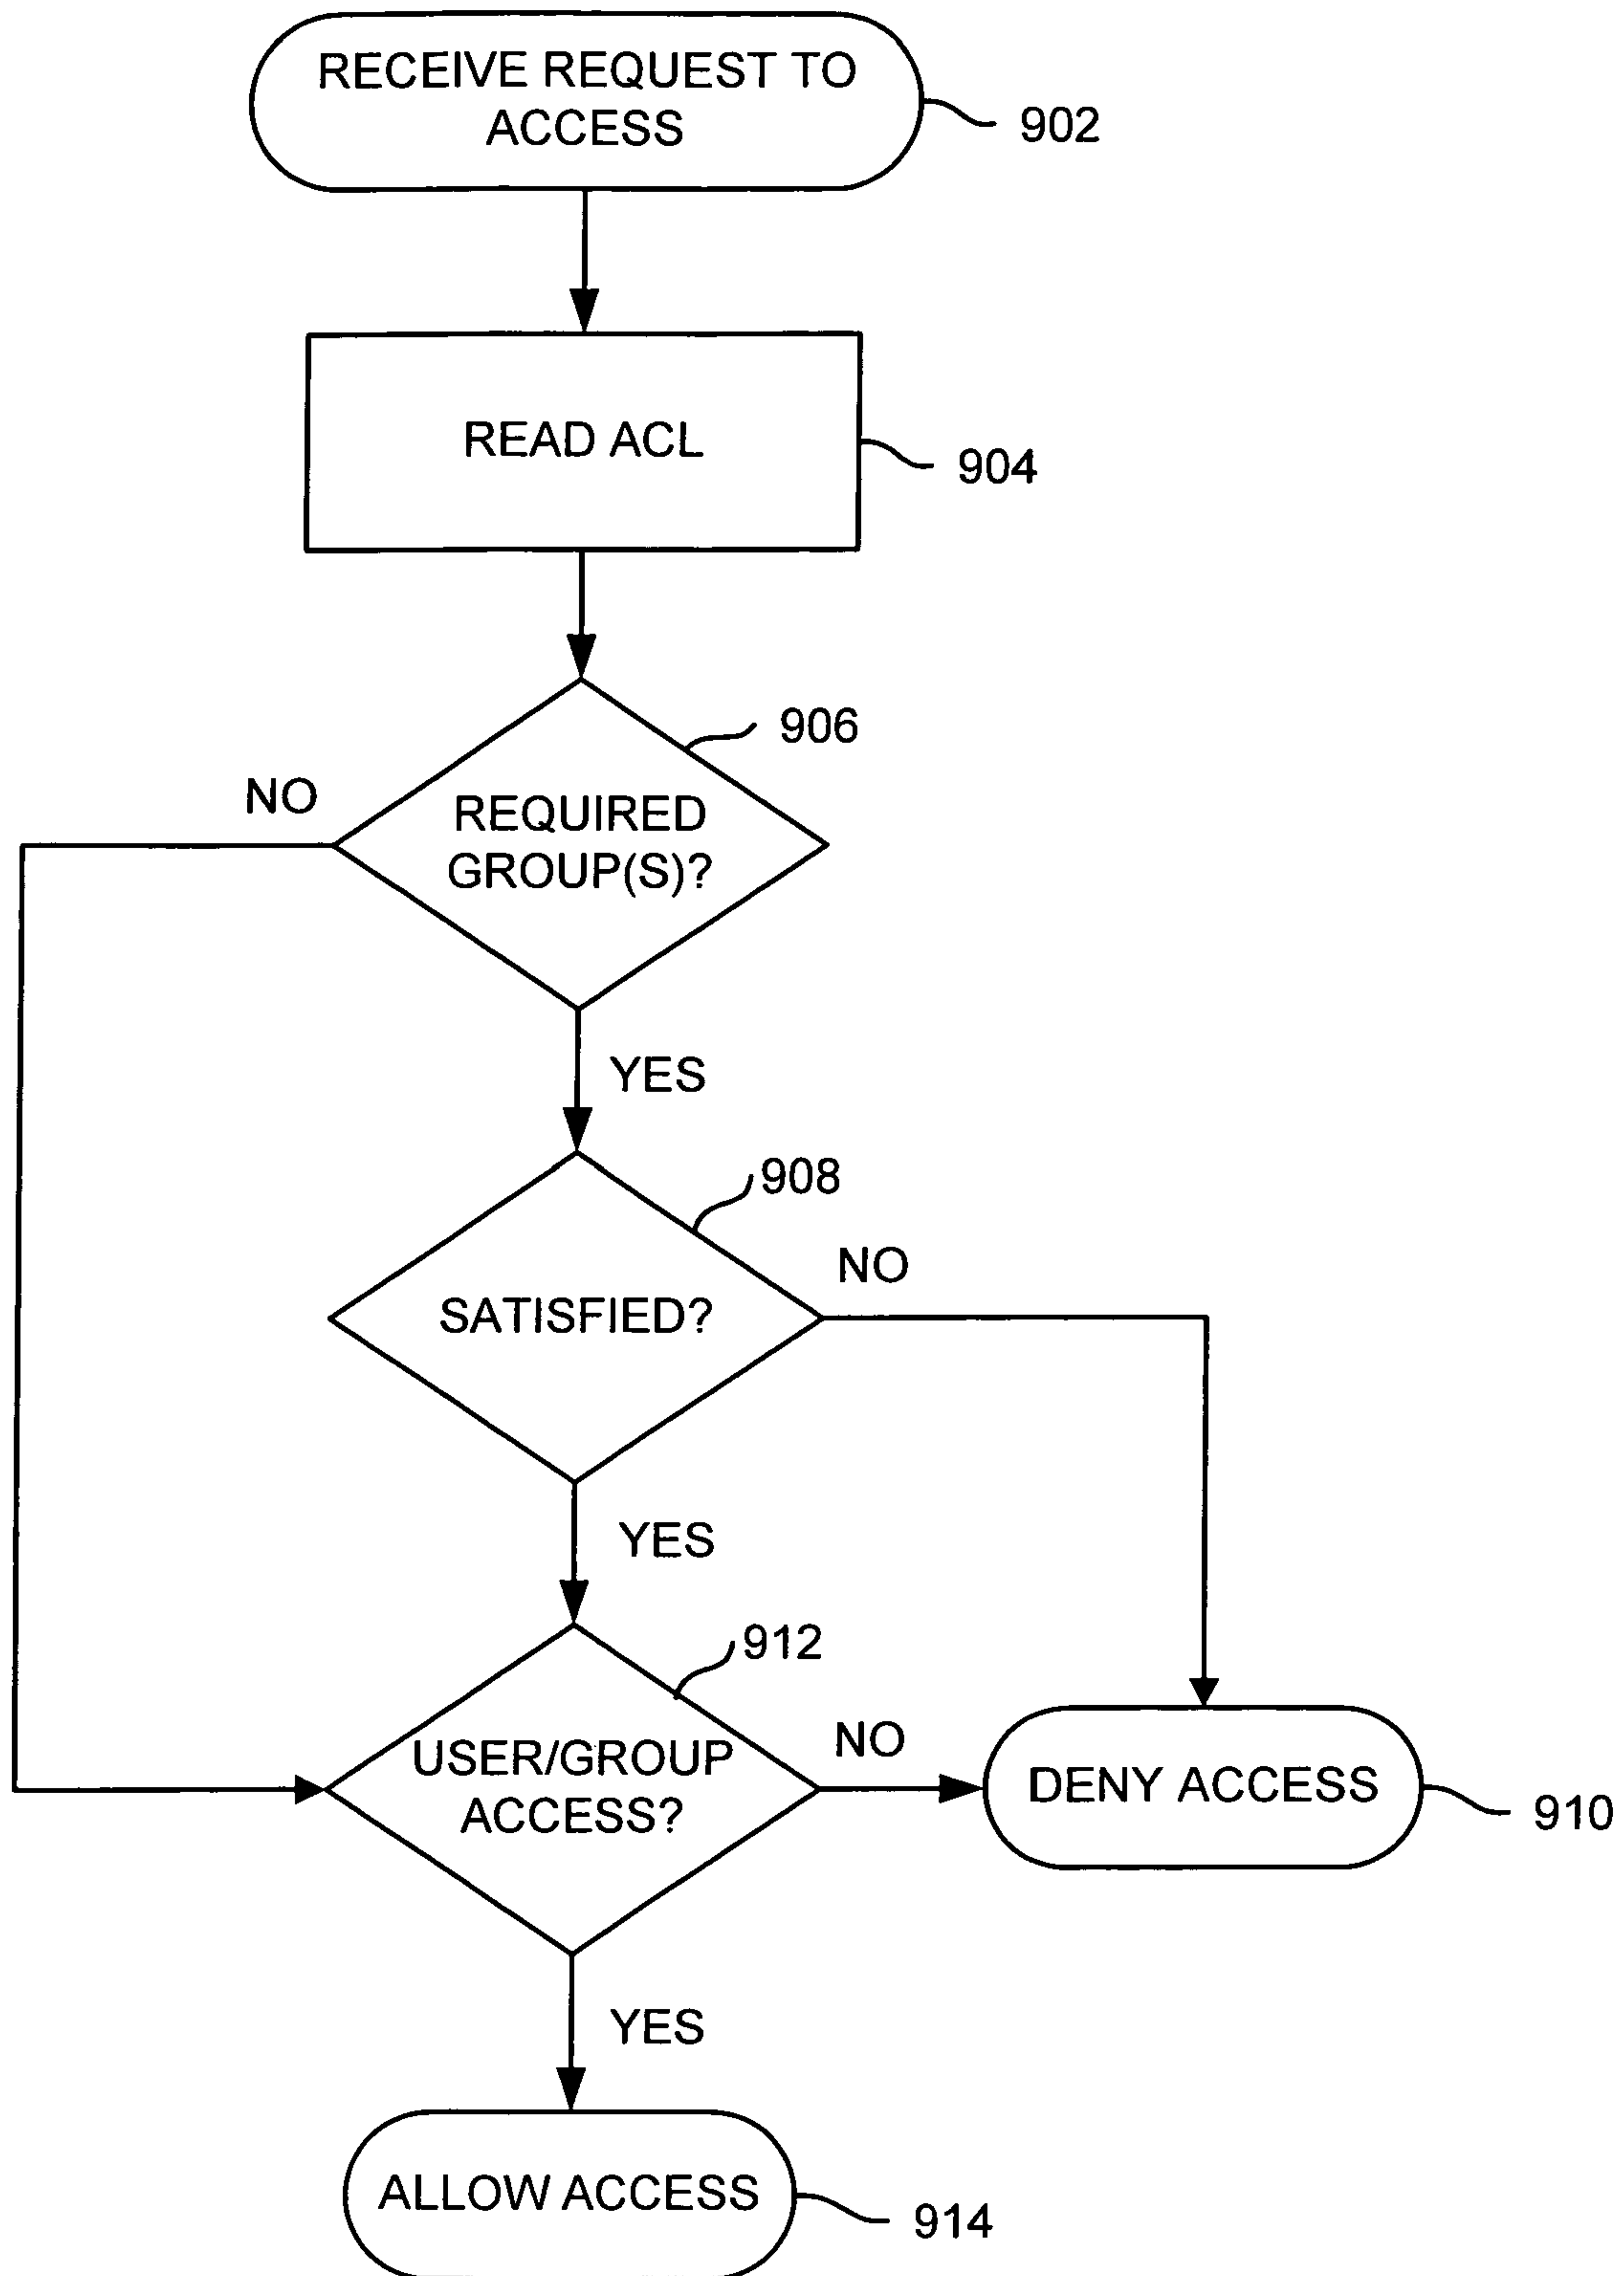 RECEIVE REQUEST TO
ACCESS
902
READ ACL
904
906
NO
REQUIRED
GROUP(S)?
YES
908
NO
SATISFIED?
YES
912
NO
USER/GROUP
ACCESS?
DENY ACCESS
910
YES
ALLOW ACCESS
914